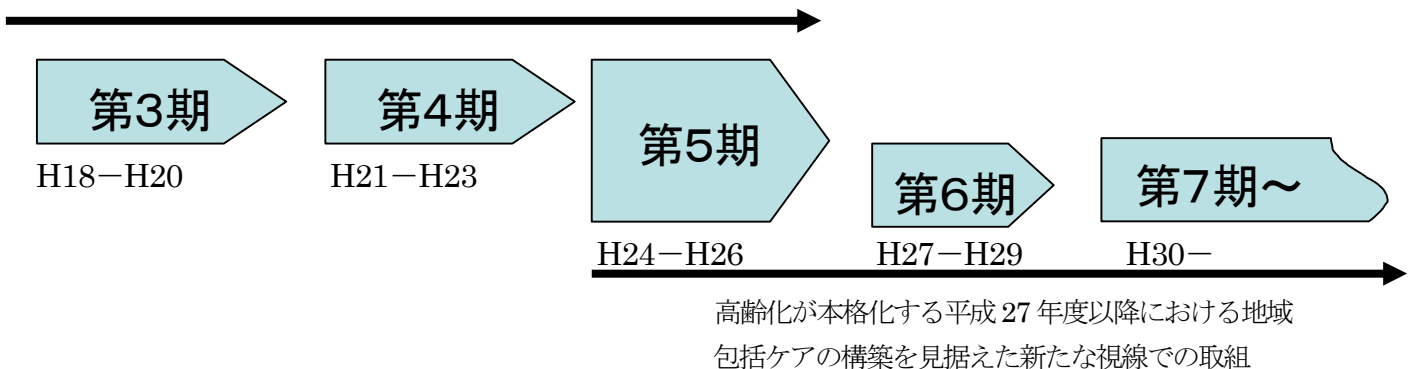 第3期
第4期
第5期
第6期
第7期～
H18－H20
H21－H23
H24－H26
H27－H29
H30－
高齢化が本格化する平成 27 年度以降における地域
包括ケアの構築を見据えた新たな視線での取組